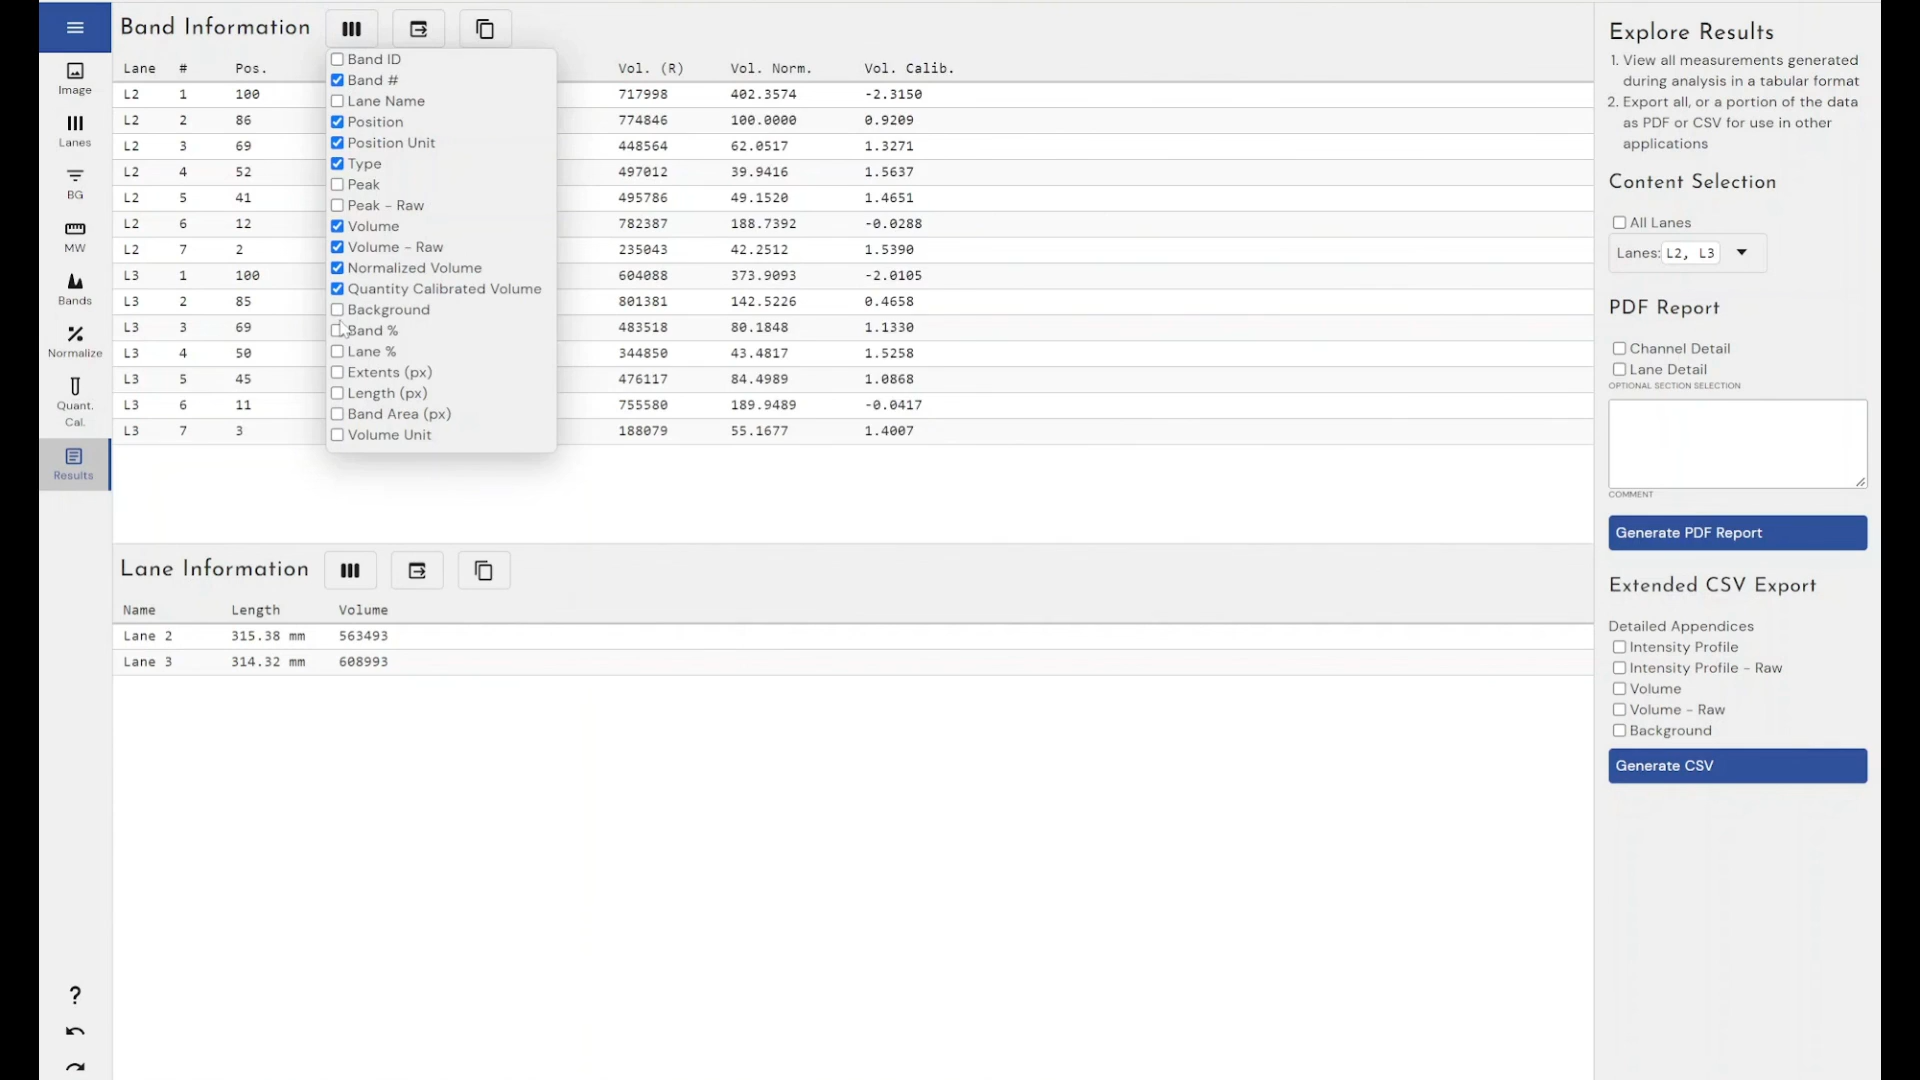 Band Information
Lane # Pos. Vol. (R) Vol. Norm. Vol. Calib.
L2 1 100 717998 402.3574 -2.3150
L2 2 86 774846 100.0000 0.9209
L2 3 69 448564 62.0517 1.3271
L2 4 52 497012 39.9416 1.5637
L2 5 41 495786 49.1520 1.4651
L2 6 12 782387 188.7392 -0.0288
L2 7 2 235043 42.2512 1.5390
L3 1 100 604088 373.9093 -2.0105
L3 2 85 801381 142.5226 0.4658
L3 3 69 483518 80.1848 1.1330
L3 4 50 344850 43.4817 1.5258
L3 5 45 476117 84.4989 1.0868
L3 6 11 755580 189.9489 -0.0417
L3 7 3 188079 55.1677 1.4007
Band ID
Band #
Lane Name
Position
Position Unit
Type
Peak
Peak - Raw
Volume
Volume - Raw
Normalized Volume
Quantity Calibrated Volume
Background
Band %
Lane %
Extents (px)
Length (px)
Band Area (px)
Volume Unit
Image
Lanes
BG
MW
Bands
Normalize
Quant.
Cal.
Results
?
Lane Information
Name Length Volume
Lane 2 315.38 mm 563493
Lane 3 314.32 mm 608993
Explore Results
1. View all measurements generated
during analysis in a tabular format
2. Export all, or a portion of the data
as PDF or CSV for use in other
applications
Content Selection
All Lanes
Lanes: L2, L3
PDF Report
Channel Detail
Lane Detail
OPTIONAL SECTION SELECTION
COMMENT
Generate PDF Report
Extended CSV Export
Detailed Appendices
Intensity Profile
Intensity Profile - Raw
Volume
Volume - Raw
Background
Generate CSV